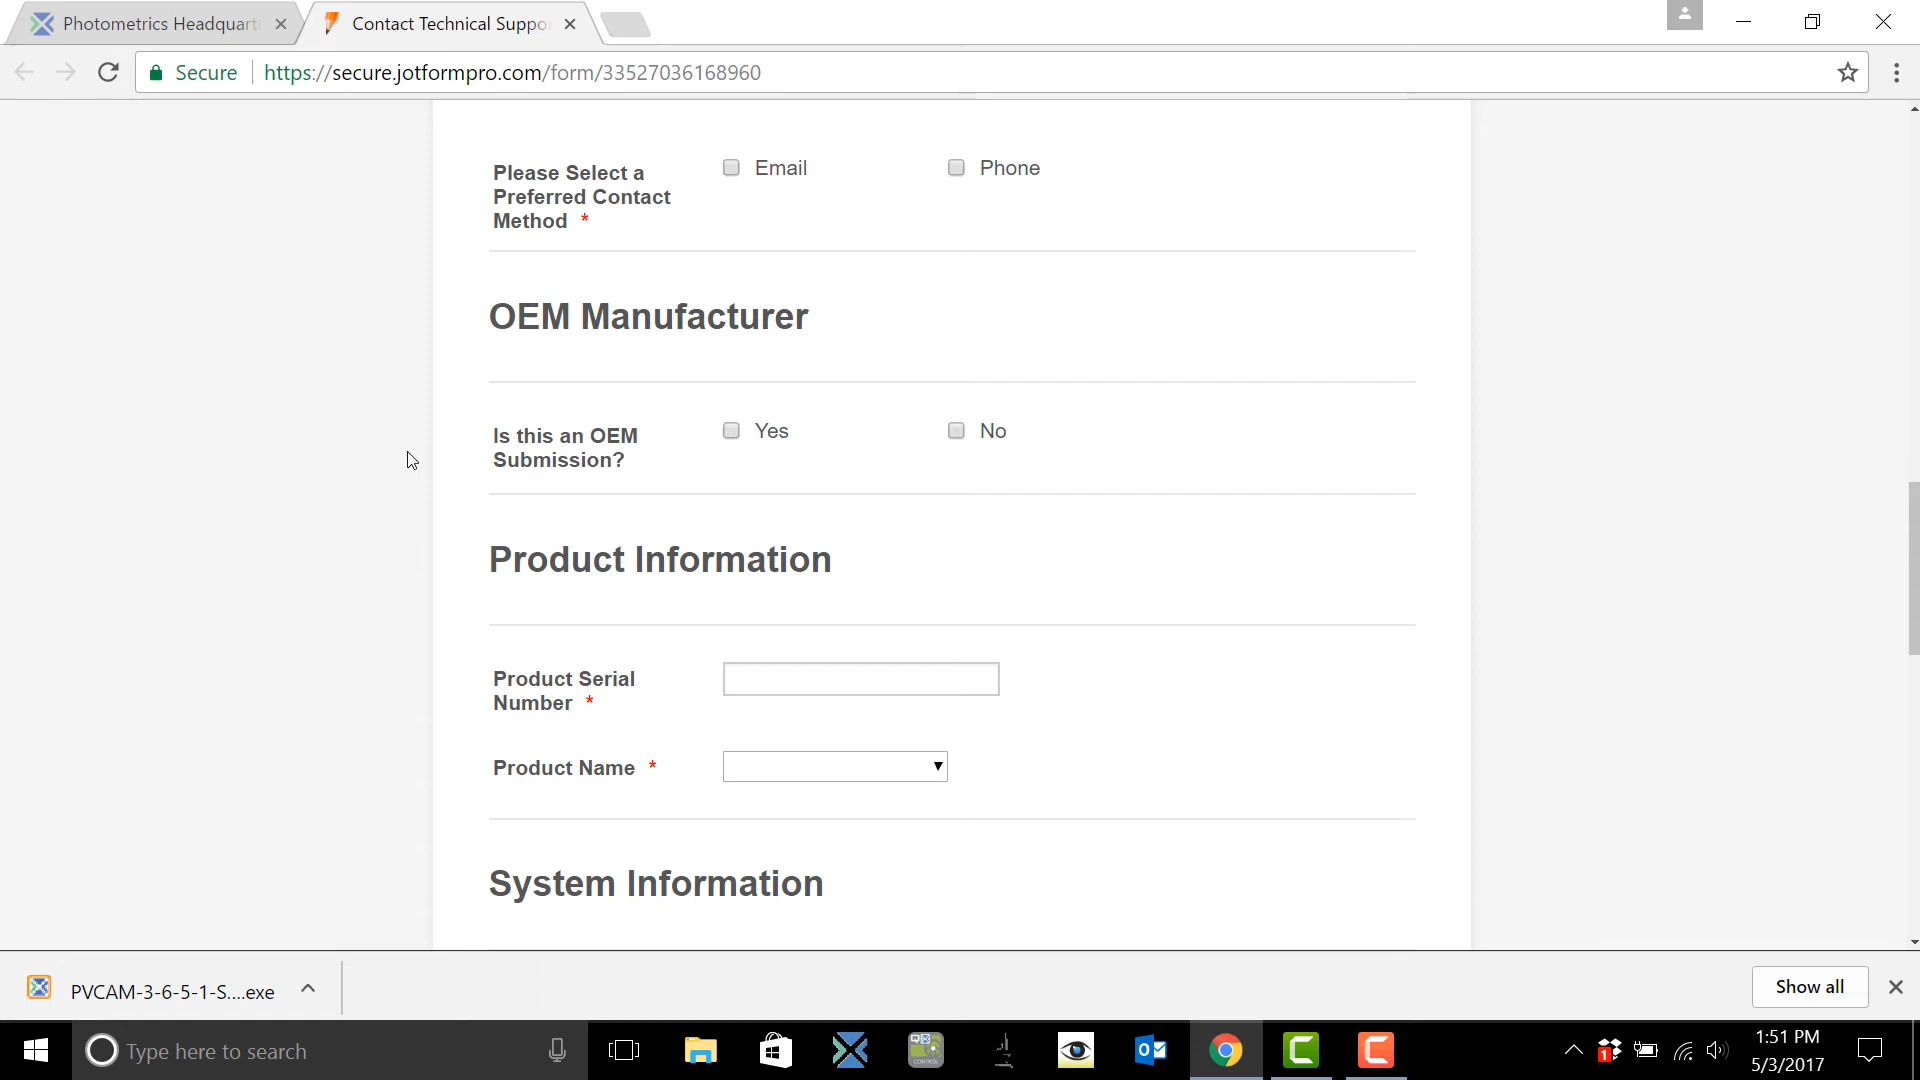 Photometrics Headquart
Contact Technical Suppo
Secure
https://secure.jotformpro.com/form/33527036168960
Please Select a
Preferred Contact
Method *
Email
Phone
OEM Manufacturer
Is this an OEM
Submission?
Yes
No
Product Information
Product Serial
Number *
Product Name *
System Information
PVCAM-3-6-5-1-S....exe
Show all
Type here to search
1:51 PM
5/3/2017